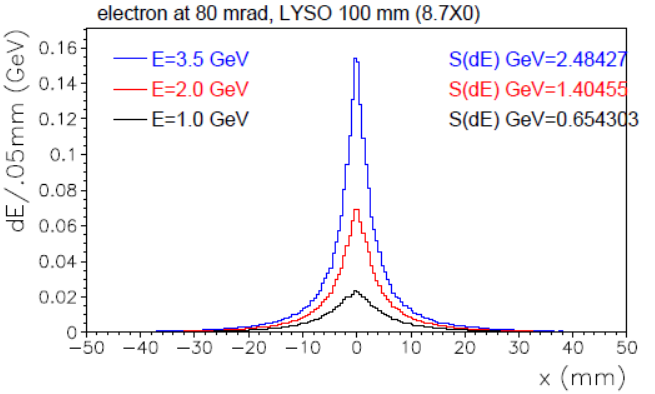 electron at 80 mrad, LYSO 100 mm (8.7X0)
dE/.05mm (GeV)
E=3.5 GeV S(dE) GeV=2.48427
E=2.0 GeV S(dE) GeV=1.40455
E=1.0 GeV S(dE) GeV=0.654303
0.16
0.14
0.12
0.1
0.08
0.06
0.04
0.02
0
−50 −40 −30 −20 −10 0 10 20 30 40 50
x (mm)